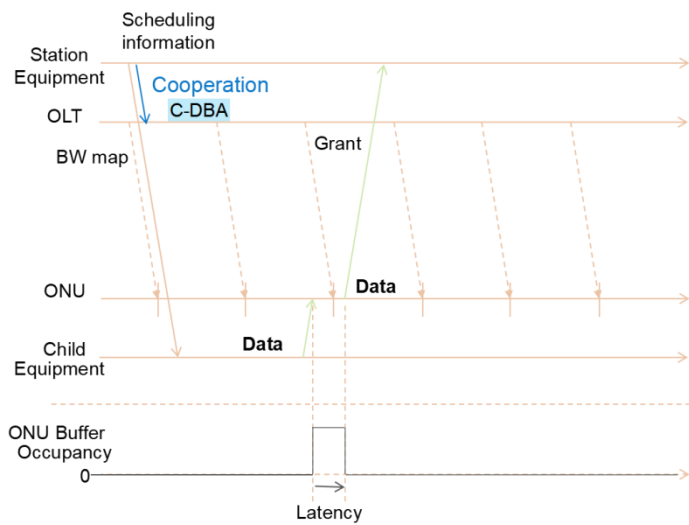 Scheduling
information
Station
Equipment
Cooperation
C-DBA
OLT
BW map
Grant
ONU
Data
Data
Child
Equipment
ONU Buffer
Occupancy
0
Latency